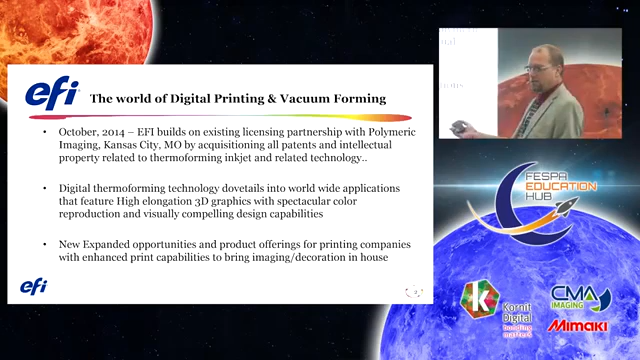 efi
The world of Digital Printing & Vacuum Forming
• October, 2014 – EFI builds on existing licensing partnership with Polymeric
Imaging, Kansas City, MO by acquisitioning all patents and intellectual
property related to thermoforming inkjet and related technology..
• Digital thermoforming technology dovetails into world wide applications
that feature High elongation 3D graphics with spectacular color
reproduction and visually compelling design capabilities
• New Expanded opportunities and product offerings for printing companies
with enhanced print capabilities to bring imaging/decoration in house
efi
2
FESPA
EDUCATION
HUB
K
Kornit
Digital
building
matters
CMA
IMAGING
Mimaki